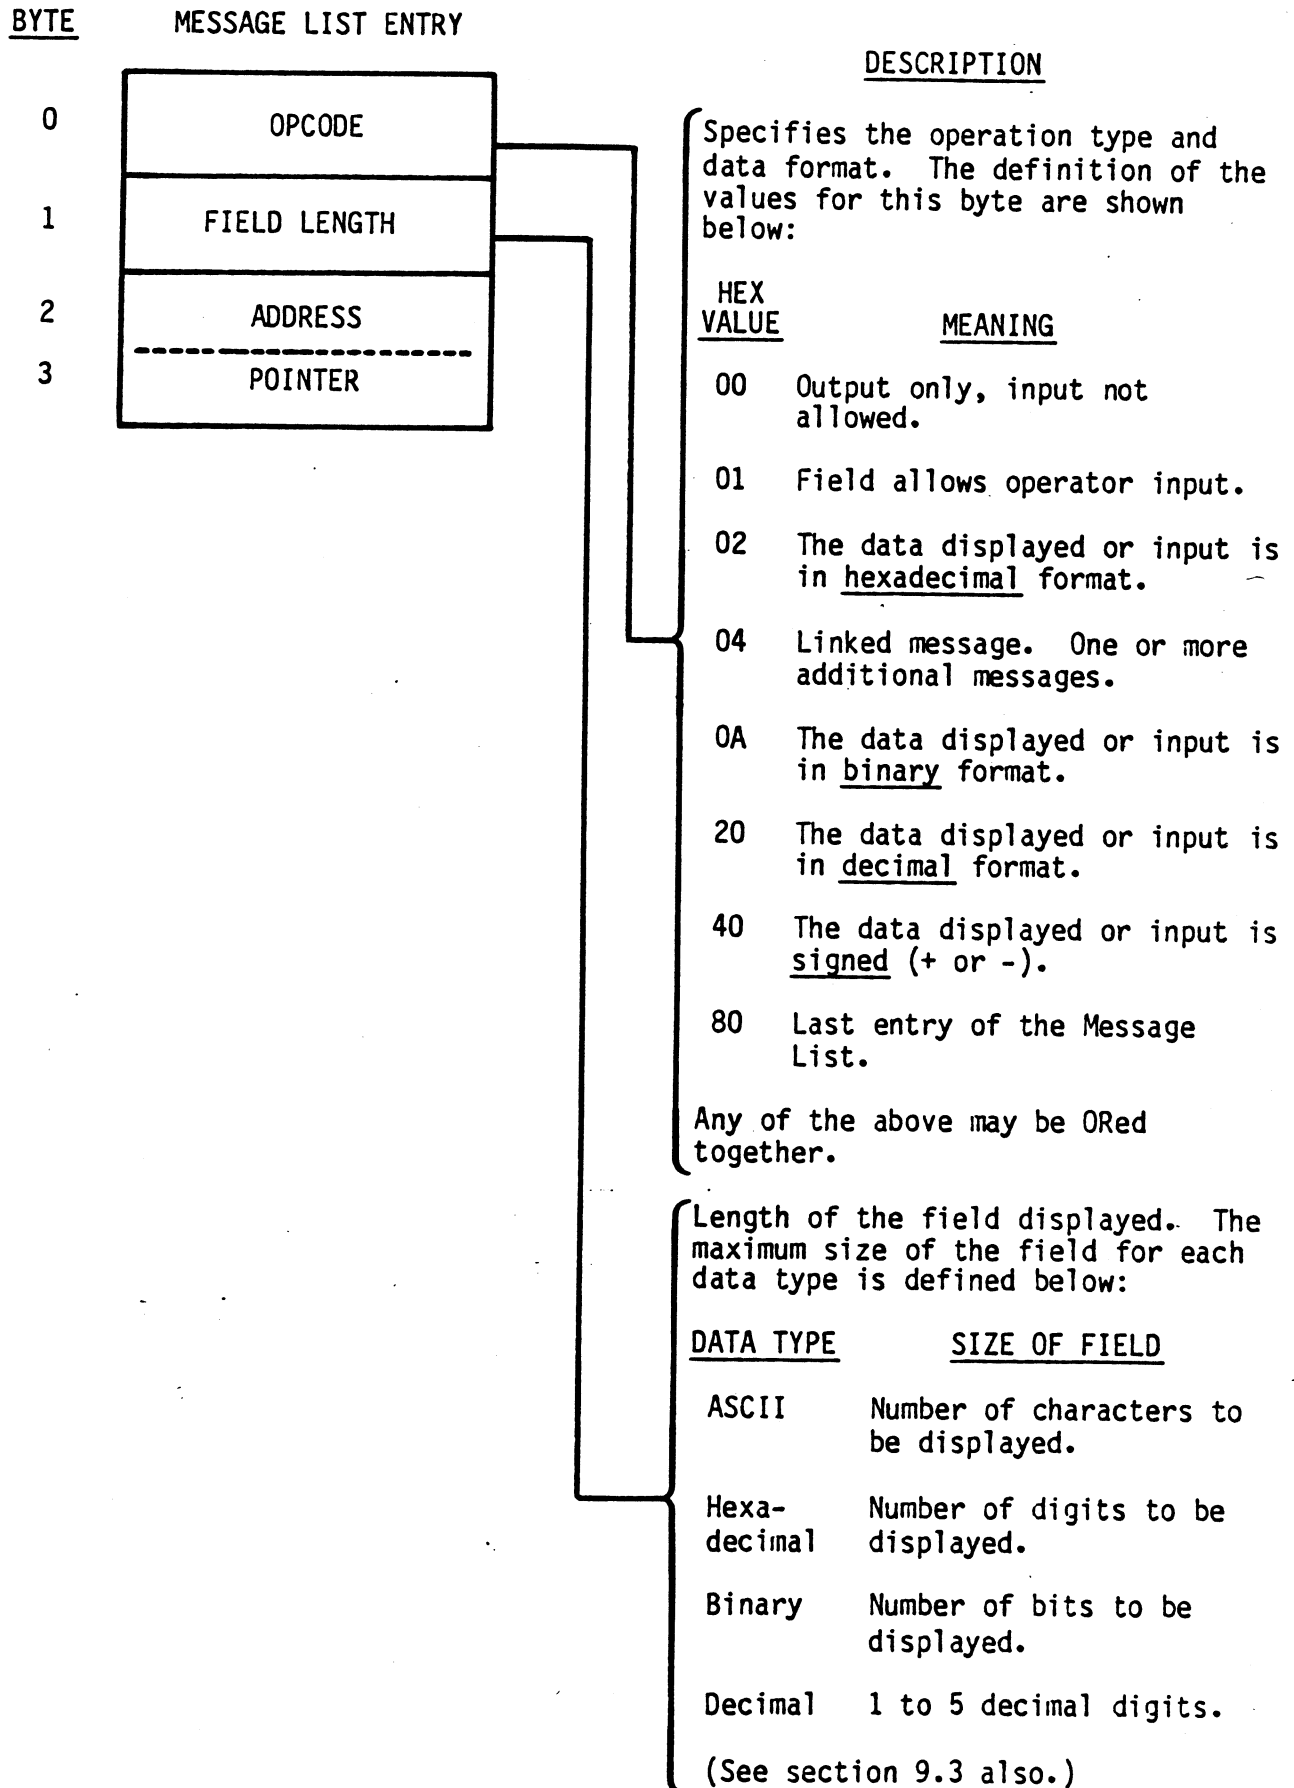 BYTE MESSAGE LIST ENTRY
0 OPCODE
1 FIELD LENGTH
2 ADDRESS
3 POINTER
DESCRIPTION
Specifies the operation type and
data format. The definition of the
values for this byte are shown
below:
HEX
VALUE MEANING
00 Output only, input not
allowed.
01 Field allows operator input.
02 The data displayed or input is
in hexadecimal format.
04 Linked message. One or more
additional messages.
0A The data displayed or input is
in binary format.
20 The data displayed or input is
in decimal format.
40 The data displayed or input is
signed (+ or -).
80 Last entry of the Message
List.
Any of the above may be ORed
together.
Length of the field displayed. The
maximum size of the field for each
data type is defined below:
DATA TYPE SIZE OF FIELD
ASCII Number of characters to
be displayed.
Hexa- Number of digits to be
decimal displayed.
Binary Number of bits to be
displayed.
Decimal 1 to 5 decimal digits.
(See section 9.3 also.)